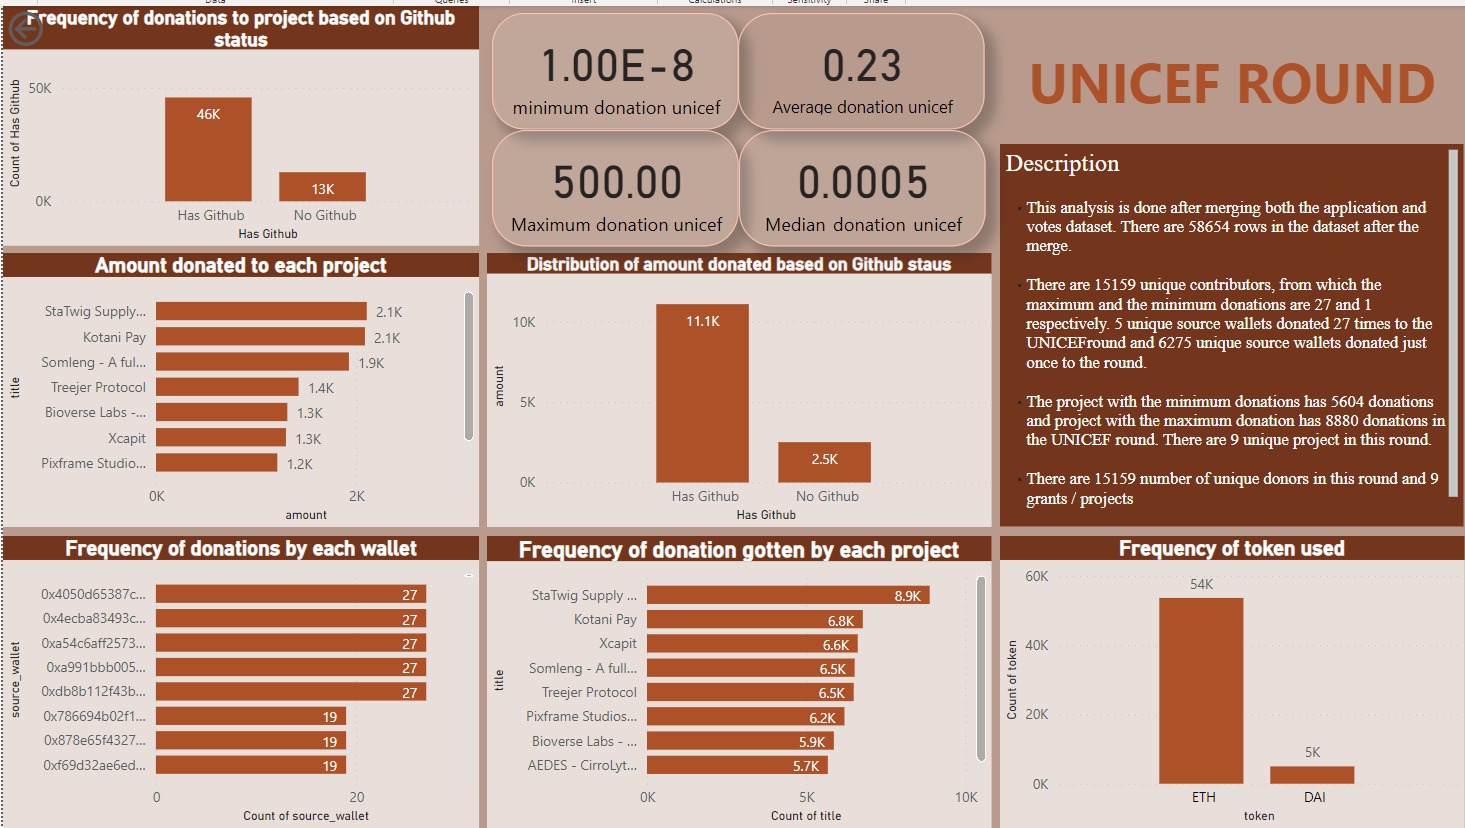 Data
Queries
Insert
Calculations
Sensitivity
Share
Frequency of donations to project based on Github
status
Count of Has Github
50K
0K
46K
13K
Has Github
No Github
Has Github
1.00E-8
minimum donation unicef
0.23
Average donation unicef
500.00
Maximum donation unicef
0.0005
Median donation unicef
UNICEF ROUND
Description
This analysis is done after merging both the application and
votes dataset. There are 58654 rows in the dataset after the
merge.
There are 15159 unique contributors, from which the
maximum and the minimum donations are 27 and 1
respectively. 5 unique source wallets donated 27 times to the
UNICEFround and 6275 unique source wallets donated just
once to the round.
The project with the minimum donations has 5604 donations
and project with the maximum donation has 8880 donations in
the UNICEF round. There are 9 unique project in this round.
There are 15159 number of unique donors in this round and 9
grants / projects
Amount donated to each project
title
StaTwig Supply... 2.1K
Kotani Pay 2.1K
Somleng - A ful... 1.9K
Treejer Protocol 1.4K
Bioverse Labs -... 1.3K
Xcapit 1.3K
Pixframe Studio... 1.2K
0K 2K
amount
Distribution of amount donated based on Github staus
amount
10K
5K
0K
11.1K
2.5K
Has Github
No Github
Has Github
Frequency of donations by each wallet
source_wallet
0x4050d65387c... 27
0x4ecba83493c... 27
0xa54c6aff2573... 27
0xa991bbb005... 27
0xdb8b112f43b... 27
0x786694b02f1... 19
0x878e65f4327... 19
0xf69d32ae6ed... 19
0 20
Count of source_wallet
Frequency of donation gotten by each project
title
StaTwig Supply ... 8.9K
Kotani Pay 6.8K
Xcapit 6.6K
Somleng - A full... 6.5K
Treejer Protocol 6.5K
Pixframe Studios... 6.2K
Bioverse Labs - ... 5.9K
AEDES - CirroLyt... 5.7K
0K 5K 10K
Count of title
Frequency of token used
Count of token
60K
40K
20K
0K
54K
5K
ETH
DAI
token